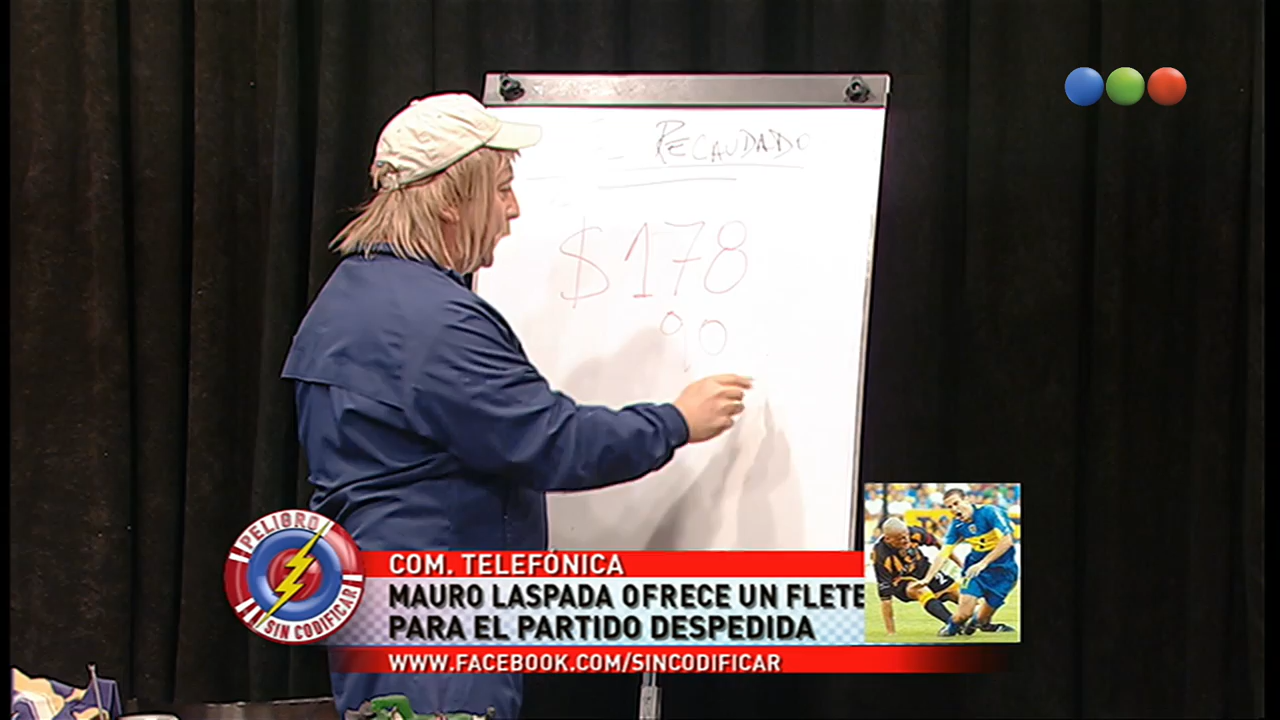 RECAUDADO
$178
00
PELIGRO
SIN CODIFICAR
COM. TELEFÓNICA
MAURO LASPADA OFRECE UN FLETE
PARA EL PARTIDO DESPEDIDA
WWW.FACEBOOK.COM/SINCODIFICAR